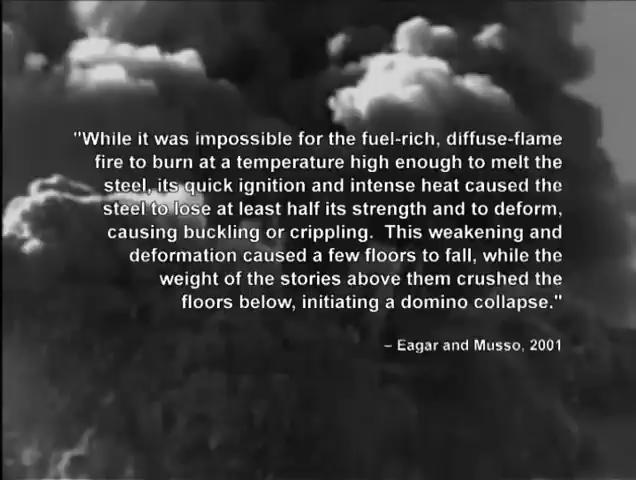 "While it was impossible for the fuel-rich, diffuse-flame
fire to burn at a temperature high enough to melt the
steel, its quick ignition and intense heat caused the
steel to lose at least half its strength and to deform,
causing buckling or crippling.  This weakening and
deformation caused a few floors to fall, while the
weight of the stories above them crushed the
floors below, initiating a domino collapse."
– Eagar and Musso, 2001